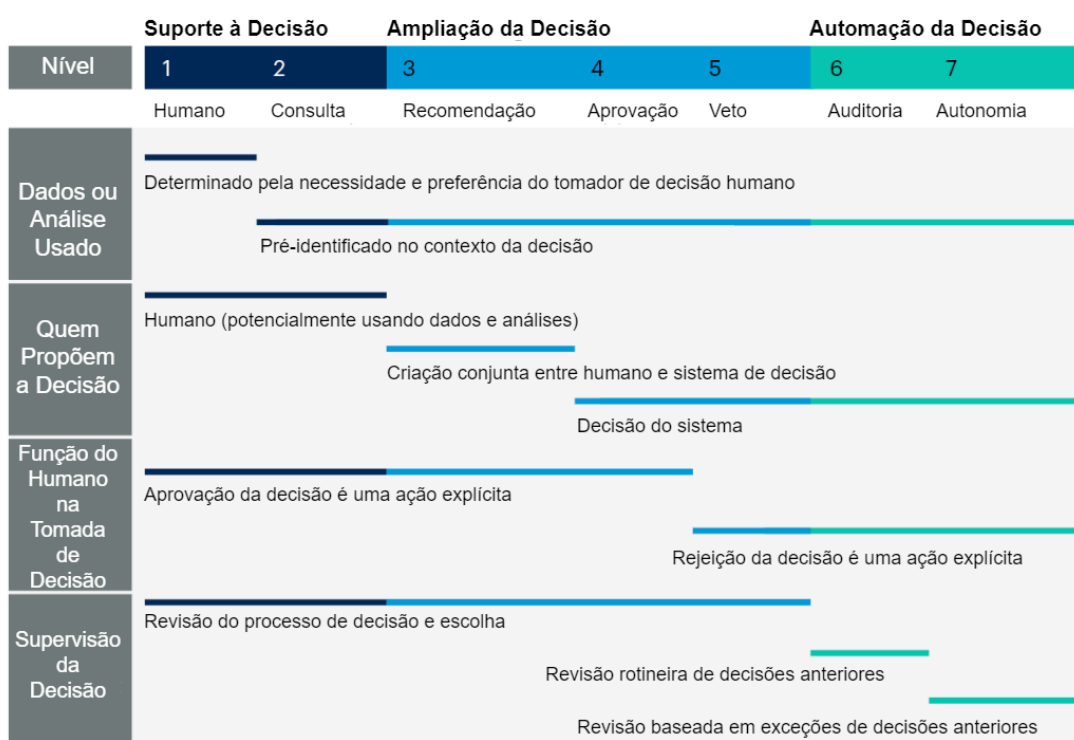 Suporte à Decisão Ampliação da Decisão Automação da Decisão
Nível 1 2 3 4 5 6 7
Humano Consulta Recomendação Aprovação Veto Auditoria Autonomia
Dados ou
Análise
Usado
Determinado pela necessidade e preferência do tomador de decisão humano
Pré-identificado no contexto da decisão
Quem
Propõem
a Decisão
Humano (potencialmente usando dados e análises)
Criação conjunta entre humano e sistema de decisão
Decisão do sistema
Função do
Humano
na
Tomada
de
Decisão
Aprovação da decisão é uma ação explícita
Rejeição da decisão é uma ação explícita
Supervisão
da
Decisão
Revisão do processo de decisão e escolha
Revisão rotineira de decisões anteriores
Revisão baseada em exceções de decisões anteriores